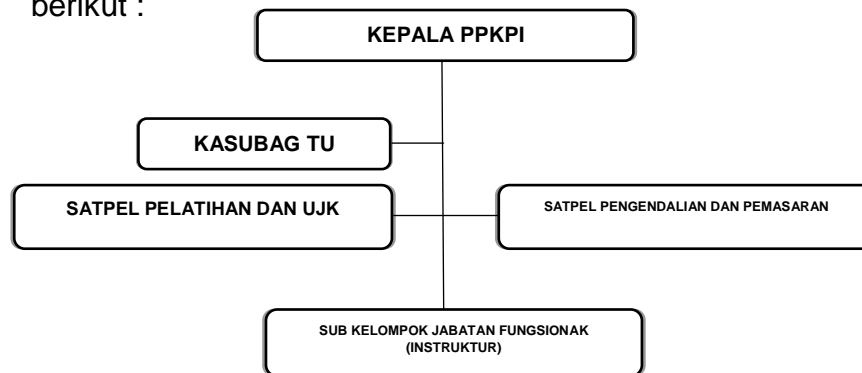 berikut :
KEPALA PPKPI
KASUBAG TU
SATPEL PELATIHAN DAN UJK
SATPEL PENGENDALIAN DAN PEMASARAN
SUB KELOMPOK JABATAN FUNGSIONAK
(INSTRUKTUR)